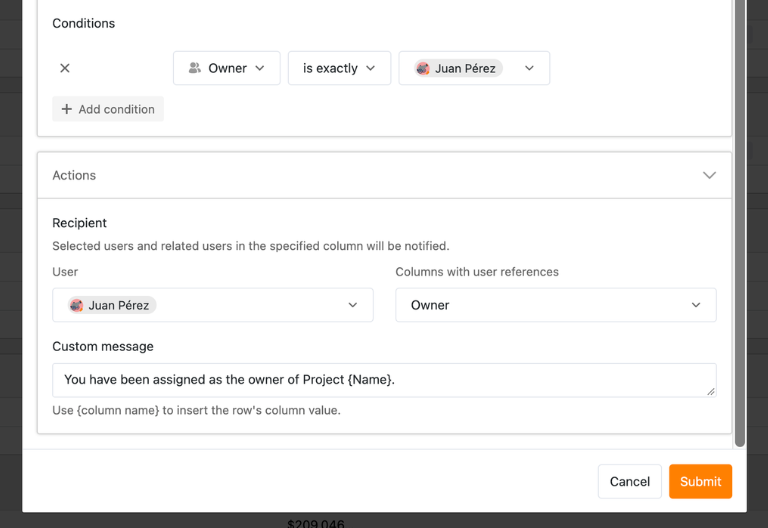 Conditions
Owner is exactly Juan Pérez
+ Add condition
Actions
Recipient
Selected users and related users in the specified column will be notified.
User Columns with user references
Juan Pérez Owner
Custom message
You have been assigned as the owner of Project {Name}.
Use {column name} to insert the row's column value.
Cancel Submit
$209,046